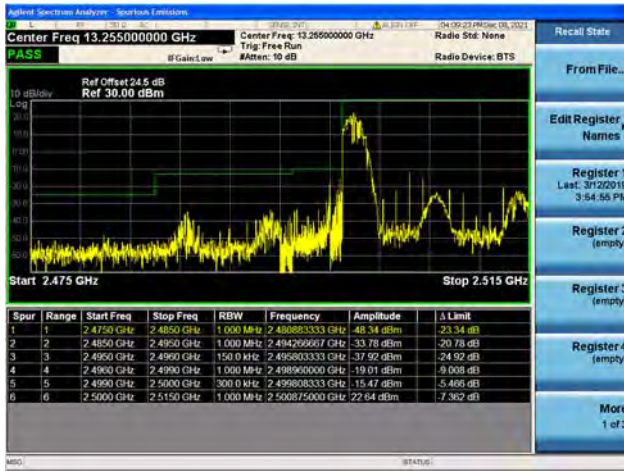 Agilent Spectrum Analyzer - Spurious Emissions
Center Freq 13.255000000 GHz
PASS
IFGain:Low
Center Freq: 13.255000000 GHz
Trig: Free Run
#Atten: 10 dB
04:09:23 PM Dec 08, 2021
Radio Std: None
Radio Device: BTS
Ref Offset 24.5 dB
10 dB/div Ref 30.00 dBm
Log
Start 2.475 GHz Stop 2.515 GHz
Spur Range Start Freq Stop Freq RBW Frequency Amplitude Δ Limit
1 1 2.4750 GHz 2.4850 GHz 1.000 MHz 2.480883333 GHz -48.34 dBm -23.34 dB
2 2 2.4850 GHz 2.4950 GHz 1.000 MHz 2.494266667 GHz -33.78 dBm -20.78 dB
3 3 2.4950 GHz 2.4960 GHz 150.0 kHz 2.495803333 GHz -37.92 dBm -24.92 dB
4 4 2.4960 GHz 2.4990 GHz 1.000 MHz 2.498960000 GHz -19.01 dBm -9.008 dB
5 5 2.4990 GHz 2.5000 GHz 300.0 kHz 2.499808333 GHz -15.47 dBm -5.466 dB
6 6 2.5000 GHz 2.5150 GHz 1.000 MHz 2.500875000 GHz 22.64 dBm -7.362 dB
MSG STATUS
Recall State
From File...
Edit Register
Names
Register 1
Last: 3/12/2019
3:54:55 PM
Register 2
(empty
Register 3
(empty
Register 4
(empty
More
1 of